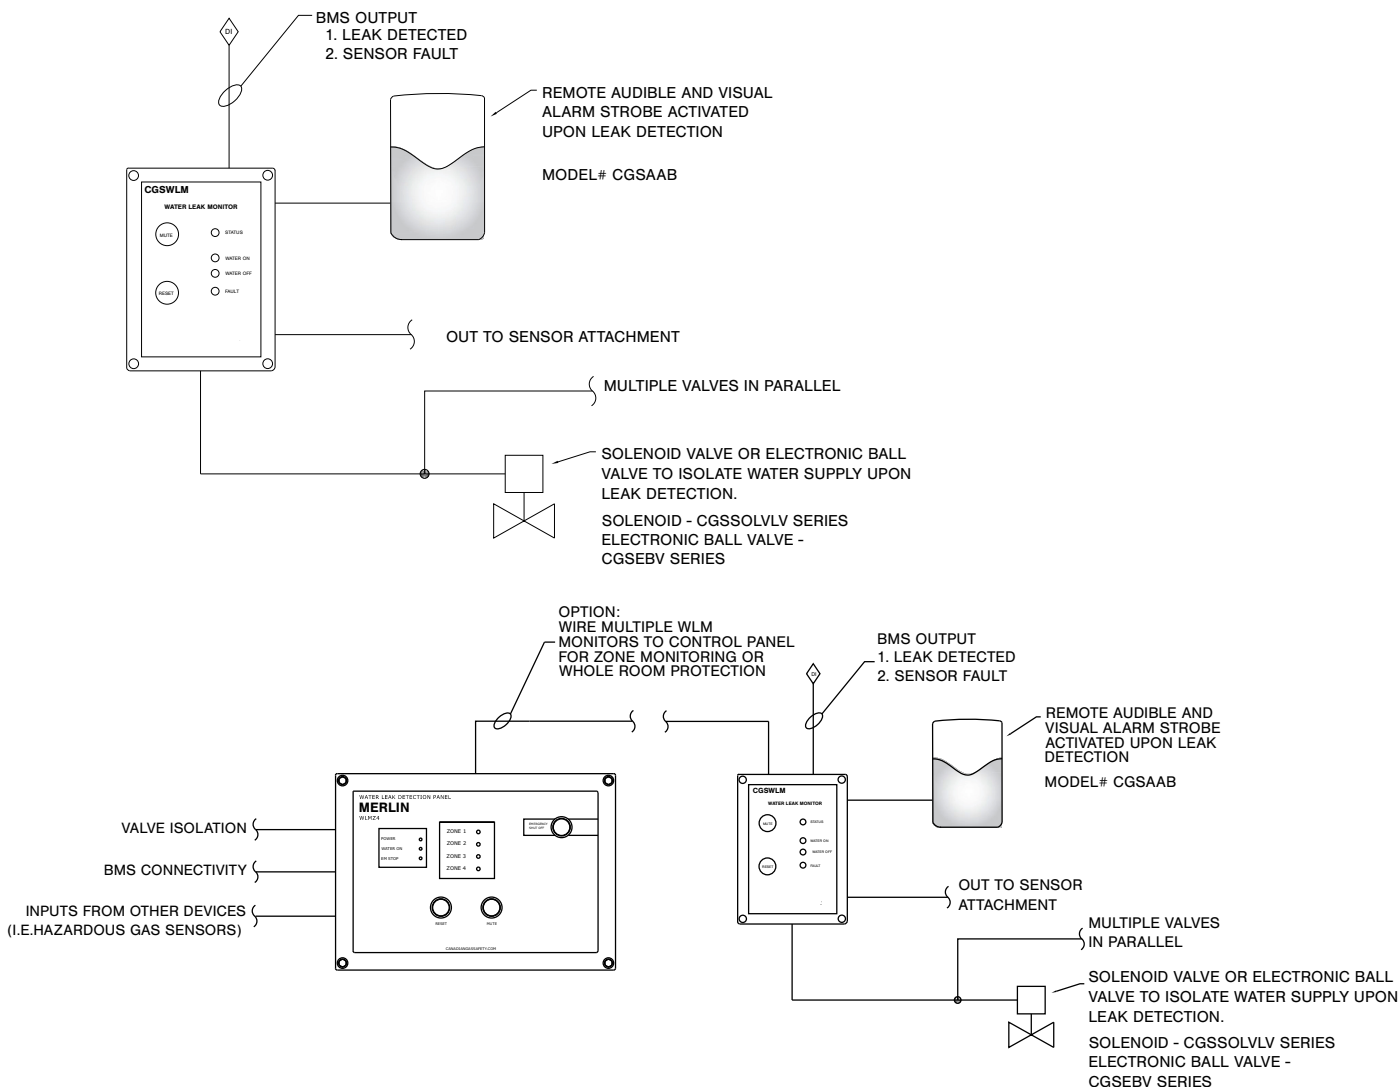 DI
BMS OUTPUT
1. LEAK DETECTED
2. SENSOR FAULT
REMOTE AUDIBLE AND VISUAL
ALARM STROBE ACTIVATED
UPON LEAK DETECTION
MODEL# CGSAAB
CGSWLM
WATER LEAK MONITOR
MUTE
STATUS
WATER ON
WATER OFF
RESET
FAULT
OUT TO SENSOR ATTACHMENT
MULTIPLE VALVES IN PARALLEL
SOLENOID VALVE OR ELECTRONIC BALL
VALVE TO ISOLATE WATER SUPPLY UPON
LEAK DETECTION.
SOLENOID - CGSSOLVLV SERIES
ELECTRONIC BALL VALVE -
CGSEBV SERIES
OPTION:
WIRE MULTIPLE WLM
MONITORS TO CONTROL PANEL
FOR ZONE MONITORING OR
WHOLE ROOM PROTECTION
VALVE ISOLATION
BMS CONNECTIVITY
INPUTS FROM OTHER DEVICES
(I.E.HAZARDOUS GAS SENSORS)
WATER LEAK DETECTION PANEL
MERLIN
WLMZ4
POWER
WATER ON
EM STOP
ZONE 1
ZONE 2
ZONE 3
ZONE 4
EMERGENCY
SHUT OFF
RESET
MUTE
CANADIANGASSAFETY.COM
DI
BMS OUTPUT
1. LEAK DETECTED
2. SENSOR FAULT
REMOTE AUDIBLE AND
VISUAL ALARM STROBE
ACTIVATED UPON LEAK
DETECTION
MODEL# CGSAAB
CGSWLM
WATER LEAK MONITOR
MUTE
STATUS
WATER ON
WATER OFF
RESET
FAULT
OUT TO SENSOR
ATTACHMENT
MULTIPLE VALVES
IN PARALLEL
SOLENOID VALVE OR ELECTRONIC BALL
VALVE TO ISOLATE WATER SUPPLY UPON
LEAK DETECTION.
SOLENOID - CGSSOLVLV SERIES
ELECTRONIC BALL VALVE -
CGSEBV SERIES